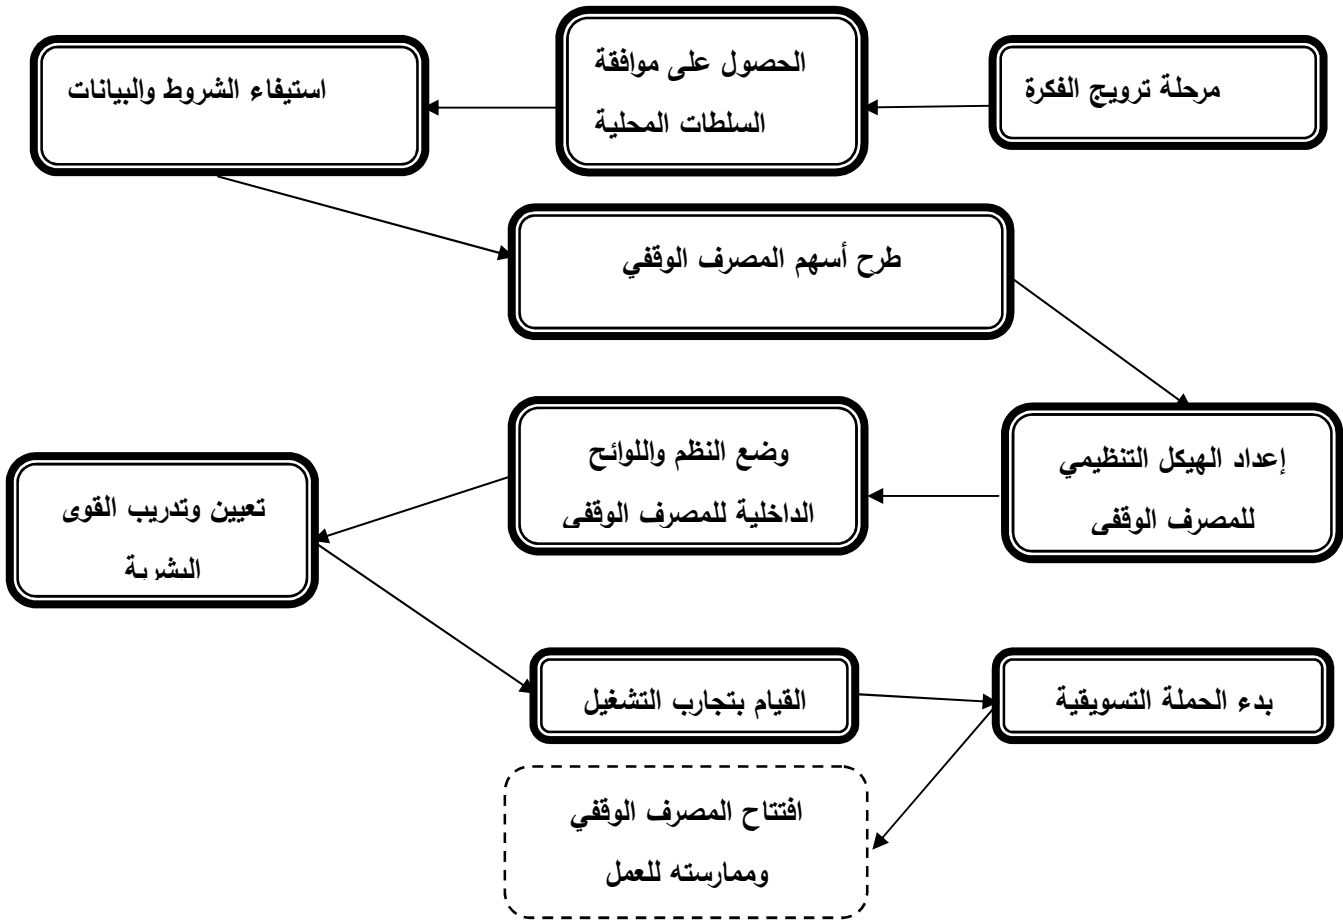 مرحلة ترويج الفكرة
الحصول على موافقة
السلطات المحلية
استيفاء الشروط والبيانات
طرح أسهم المصرف الوقفي
إعداد الهيكل التنظيمي
للمصرف الوقفي
وضع النظم واللوائح
الداخلية للمصرف الوقفي
تعيين وتدريب القوى
البشرية
القيام بتجارب التشغيل
بدء الحملة التسويقية
افتتاح المصرف الوقفي
وممارسته للعمل